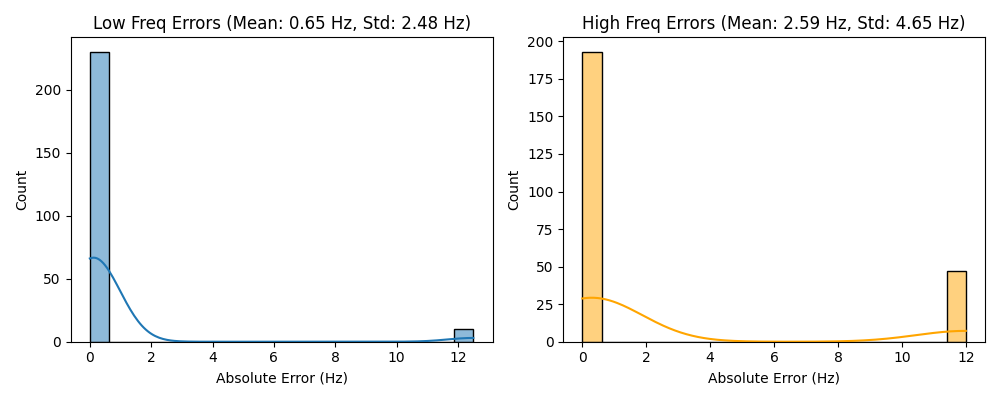 Low Freq Errors (Mean: 0.65 Hz, Std: 2.48 Hz)
200
150
100
50
0
Count
0 2 4 6 8 10 12
Absolute Error (Hz)
High Freq Errors (Mean: 2.59 Hz, Std: 4.65 Hz)
200
175
150
125
100
75
50
25
0
Count
0 2 4 6 8 10 12
Absolute Error (Hz)